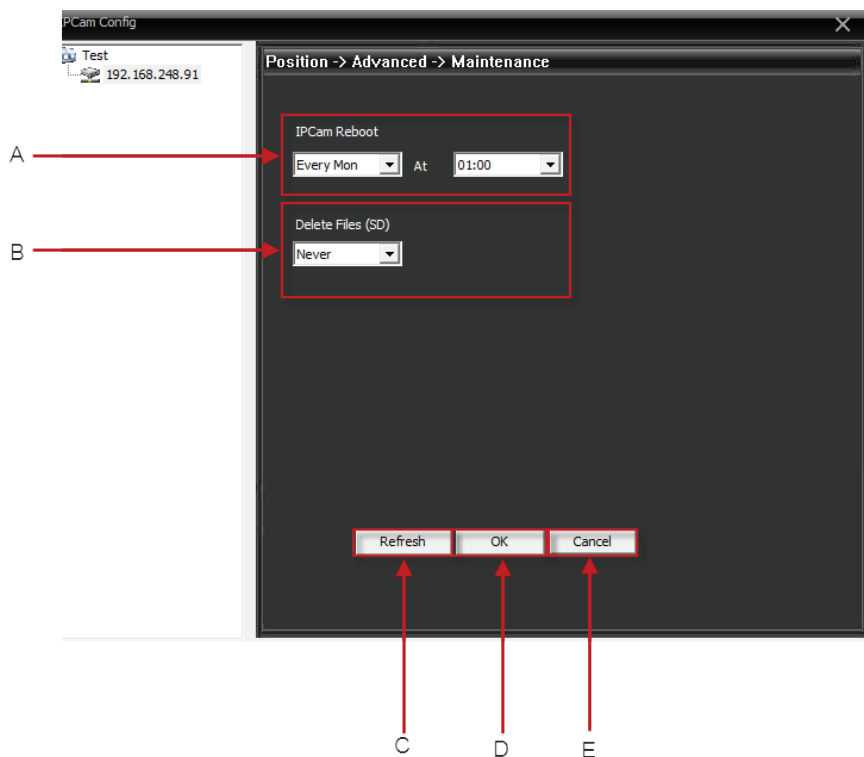 IPCam Config
Test
192.168.248.91
Position -> Advanced -> Maintenance
A
IPCam Reboot
Every Mon At 01:00
B
Delete Files (SD)
Never
Refresh OK Cancel
C D E